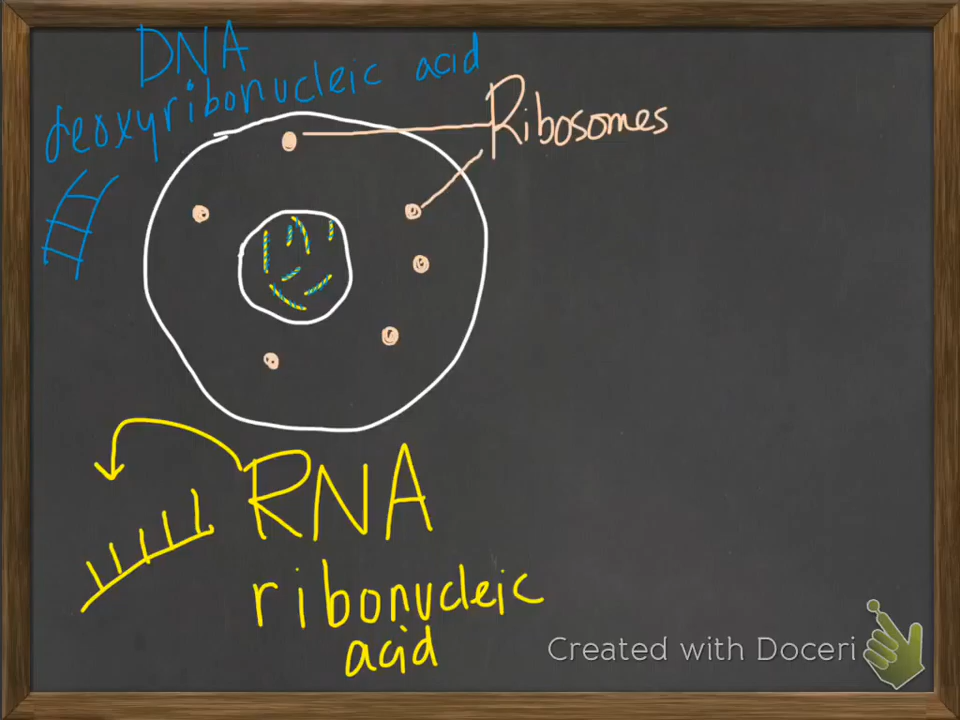 DNA
deoxyribonucleic acid
Ribosomes
RNA
ribonucleic
acid
Created with Doceri